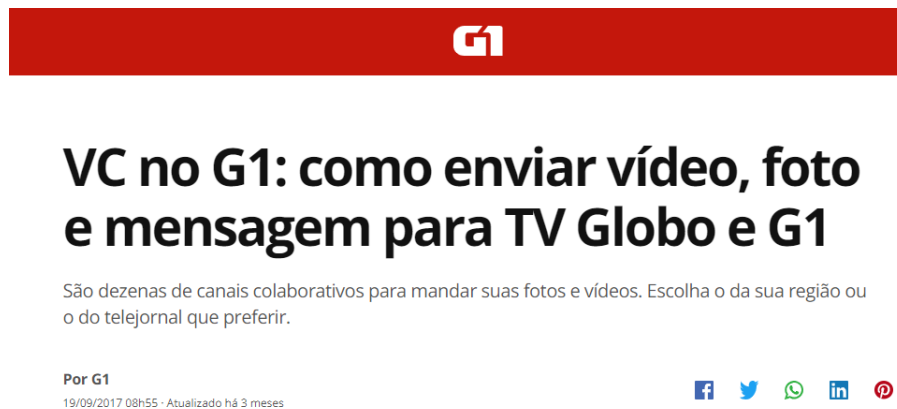 G1
VC no G1: como enviar vídeo, foto
e mensagem para TV Globo e G1
São dezenas de canais colaborativos para mandar suas fotos e vídeos. Escolha o da sua região ou
o do telejornal que preferir.
Por G1
19/09/2017 08h55 · Atualizado há 3 meses